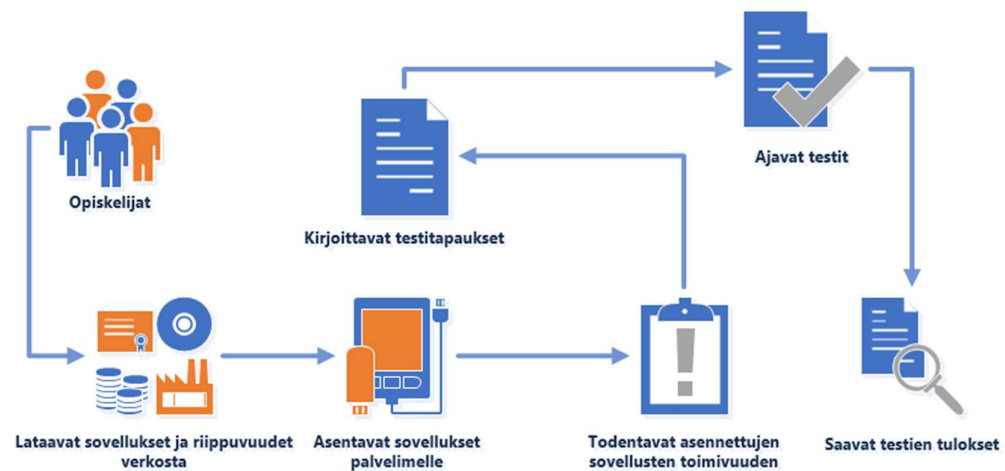 Opiskelijat
Lataavat sovellukset ja riippuvuudet
verkosta
Asentavat sovellukset
palvelimelle
Todentavat asennettujen
sovellusten toimivuuden
Kirjoittavat testitapaukset
Ajavat testit
Saavat testien tulokset